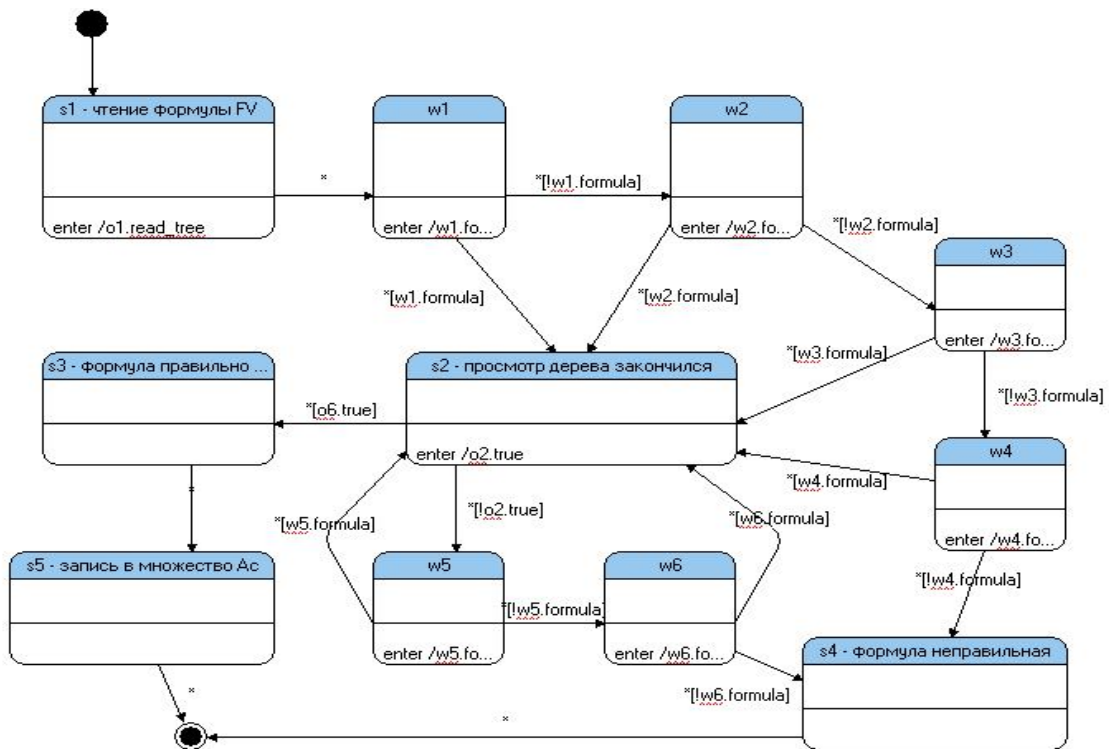 s1 - чтение формулы FV
w1
w2
*
*[!w1.formula]
enter /o1.read_tree
enter /w1.fo...
enter /w2.fo...
*[!w2.formula]
w3
*[w1.formula]
*[w2.formula]
enter /w3.fo...
*[w3.formula]
s3 - формула правильно ...
s2 - просмотр дерева закончился
*[!w3.formula]
*[o6.true]
enter /o2.true
w4
*[w4.formula]
*
*[w5.formula]
*[!o2.true]
*[w6.formula]
enter /w4.fo...
s5 - запись в множество Ac
w5
w6
*[!w4.formula]
*[!w5.formula]
enter /w5.fo...
enter /w6.fo...
s4 - формула неправильная
*
*[!w6.formula]
*